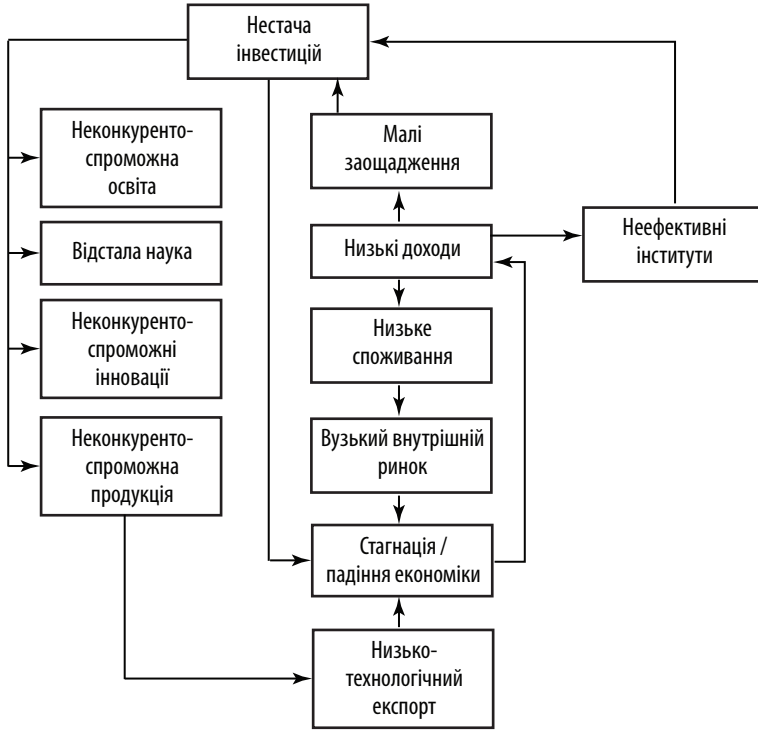 Нестача
інвестицій
Неконкуренто-
спроможна
освіта
Малі
заощадження
Відстала наука
Низькі доходи
Неефективні
інститути
Неконкуренто-
спроможні
інновації
Низьке
споживання
Неконкуренто-
спроможна
продукція
Вузький внутрішній
ринок
Стагнація /
падіння економіки
Низько-
технологічний
експорт